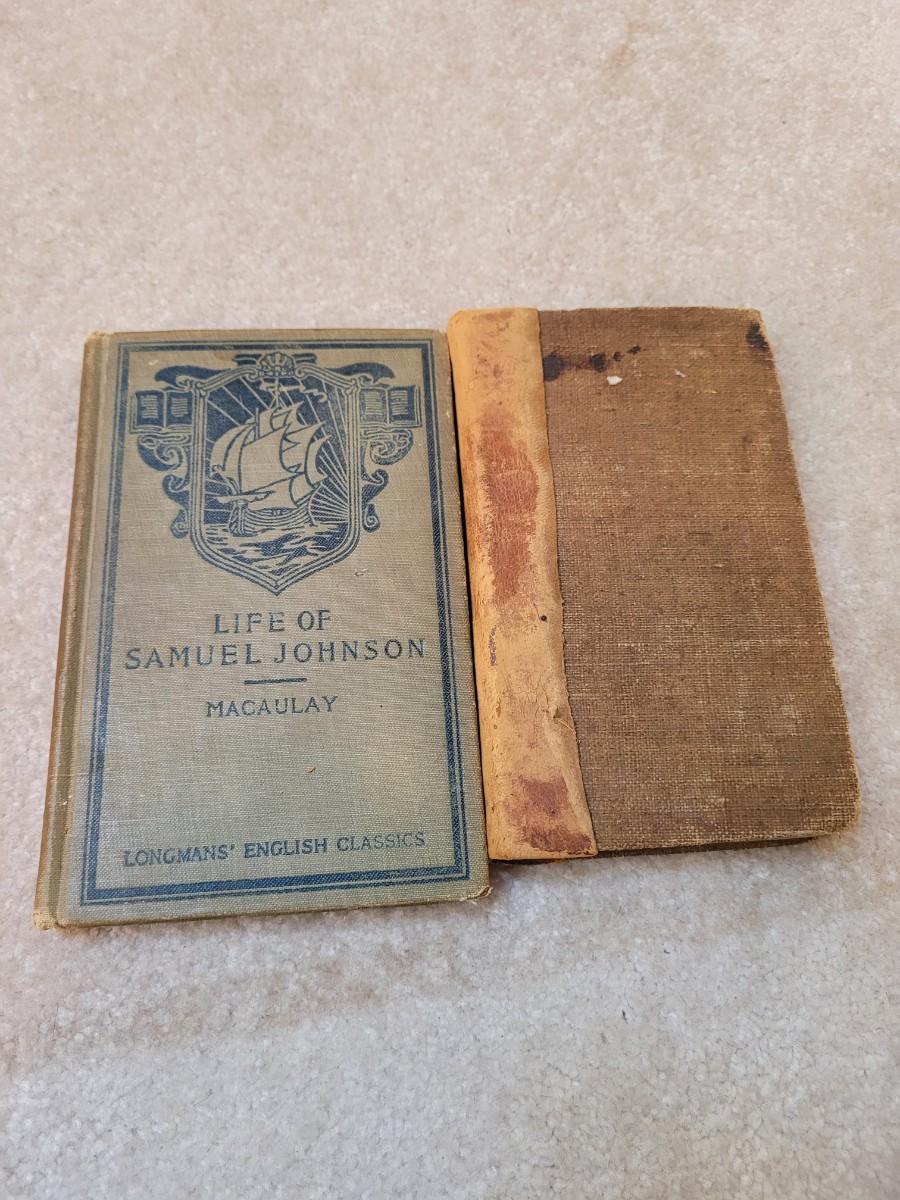 LIFE OF
SAMUEL JOHNSON
MACAULAY
LONGMANS' ENGLISH CLASSICS